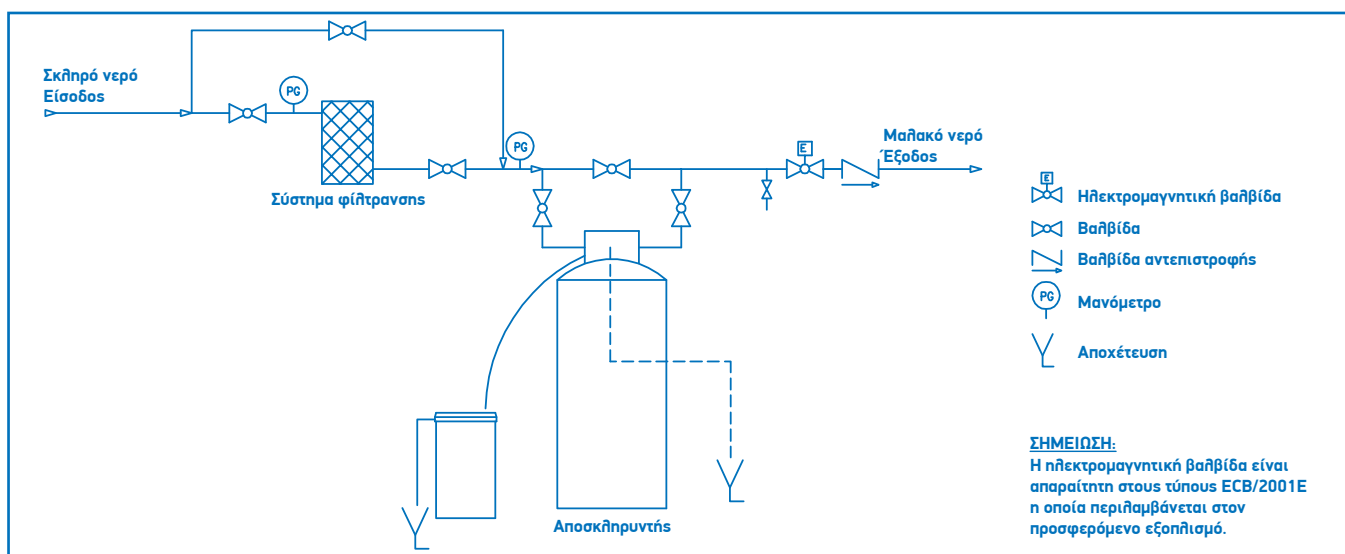 Σκληρό νερό
Είσοδος
PG
Σύστημα φίλτρανσης
PG
E
Μαλακό νερό
Έξοδος
Αποσκληρυντής
E
Ηλεκτρομαγνητική βαλβίδα
Βαλβίδα
Βαλβίδα αντεπιστροφής
PG
Μανόμετρο
Αποχέτευση
ΣΗΜΕΙΩΣΗ:
Η ηλεκτρομαγνητική βαλβίδα είναι
απαραίτητη στους τύπους ECB/2001E
η οποία περιλαμβάνεται στον
προσφερόμενο εξοπλισμό.